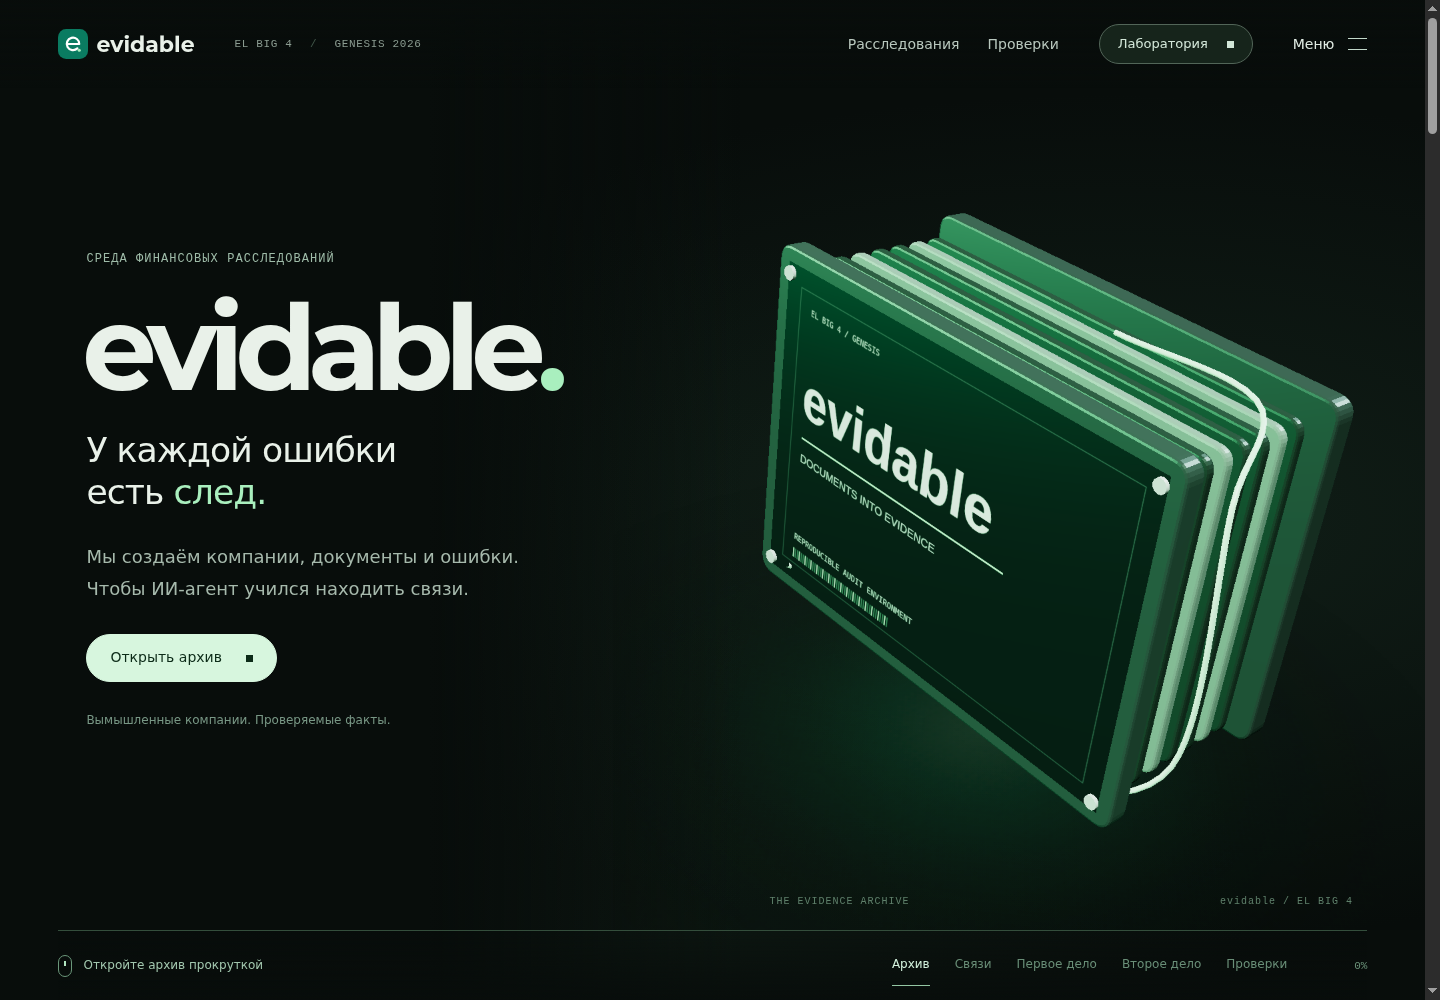 evidable
EL BIG 4 / GENESIS 2026
Расследования
Проверки
Лаборатория
Меню
СРЕДА ФИНАНСОВЫХ РАССЛЕДОВАНИЙ
evidable.
У каждой ошибки
есть след.
Мы создаём компании, документы и ошибки.
Чтобы ИИ-агент учился находить связи.
Открыть архив
Вымышленные компании. Проверяемые факты.
EL BIG 4 / GENESIS
evidable
DOCUMENTS INTO EVIDENCE
REPRODUCIBLE AUDIT ENVIRONMENT
THE EVIDENCE ARCHIVE
evidable / EL BIG 4
Откройте архив прокруткой
Архив
Связи
Первое дело
Второе дело
Проверки
0%